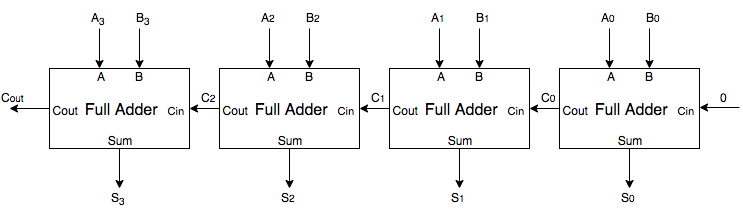 A3 B3 A2 B2 A1 B1 A0 B0
A B A B A B A B
Cout C2 C1 C0 0
Cout Full Adder Cin Cout Full Adder Cin Cout Full Adder Cin Cout Full Adder Cin
Sum Sum Sum Sum
S3 S2 S1 S0